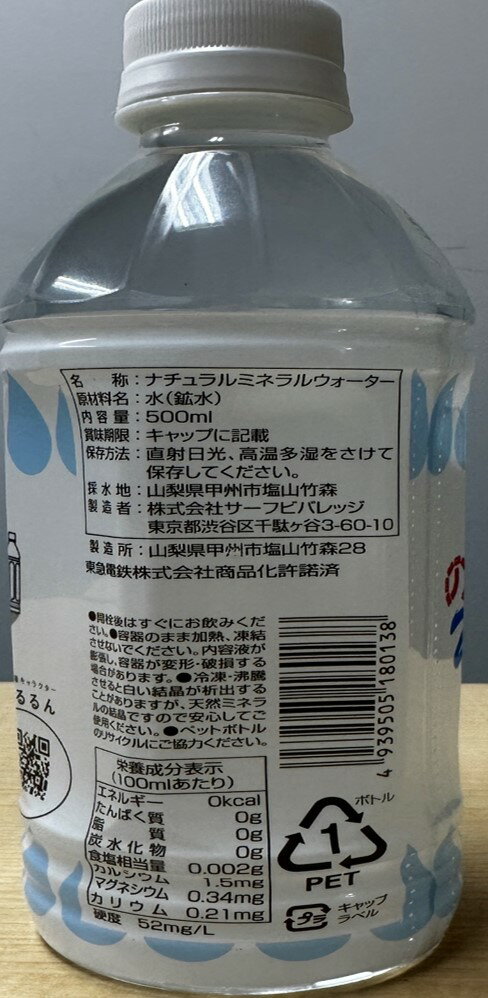 名称：ナチュラルミネラルウォーター
原材料名：水（鉱水）
内容量：500ml
賞味期限：キャップに記載
保存方法：直射日光、高温多湿をさけて
保存してください。
採水地：山梨県甲州市塩山竹森
製造者：株式会社サーフビバレッジ
東京都渋谷区千駄ヶ谷3-60-10
製造所：山梨県甲州市塩山竹森28
東急電鉄株式会社商品化許諾済
●開栓後はすぐにお飲みくだ
さい。●容器のまま加熱、凍結
させないでください。内容液が
膨張し、容器が変形・破損する
場合があります。●冷凍・沸騰
させると白い結晶が析出する
ことがありますが、天然ミネラ
ルの結晶ですので安心してご
使用ください。●ペットボトル
のリサイクルにご協力ください。
4939505180138
キャラクター
るるん
栄養成分表示
（100mlあたり）
エネルギー 0kcal
たんぱく質 0g
脂質 0g
炭水化物 0g
食塩相当量 0.002g
カルシウム 1.5mg
マグネシウム 0.34mg
カリウム 0.21mg
硬度 52mg/L
ボトル
1
PET
プラ
キャップ
ラベル